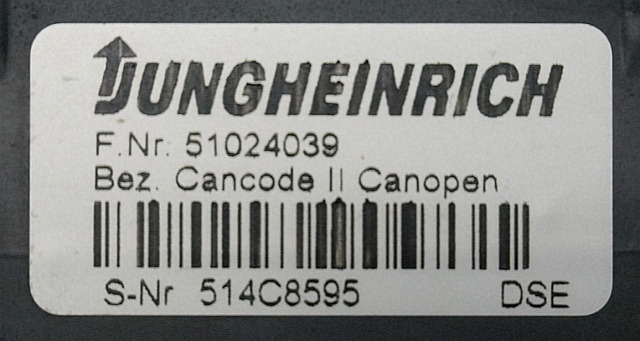 JUNGHEINRICH
F.Nr. 51024039
Bez. Cancode II Canopen
S-Nr 514C8595 DSE